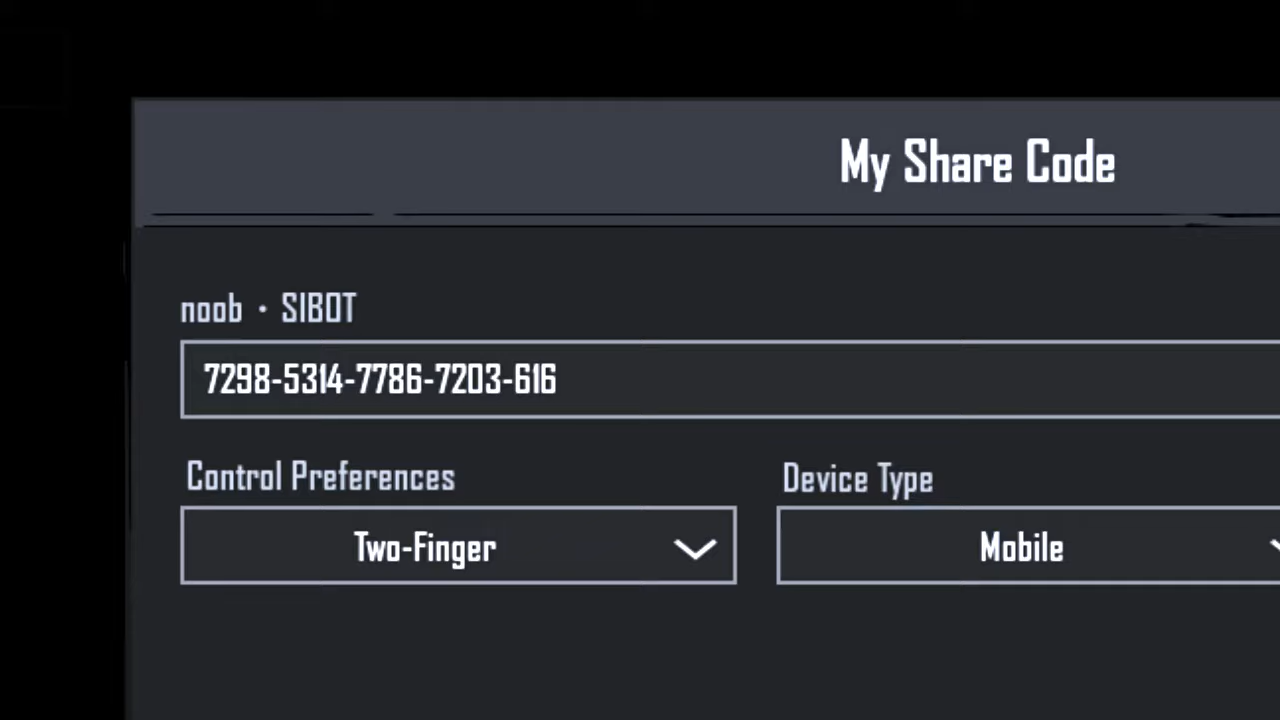 My Share Code
noob · SIBOT
7298-5314-7786-7203-616
Control Preferences
Device Type
Two-Finger
Mobile